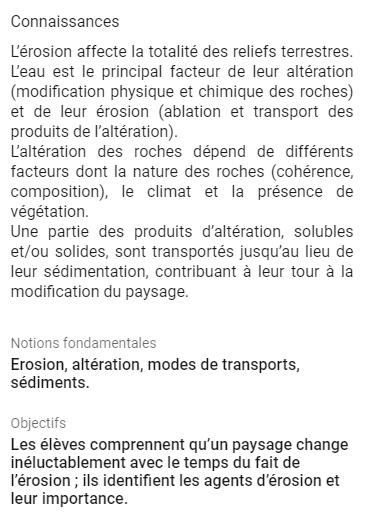 Connaissances
L'érosion affecte la totalité des reliefs terrestres.
L'eau est le principal facteur de leur altération
(modification physique et chimique des roches)
et de leur érosion (ablation et transport des
produits de l'altération).
L'altération des roches dépend de différents
facteurs dont la nature des roches (cohérence,
composition), le climat et la présence de
végétation.
Une partie des produits d'altération, solubles
et/ou solides, sont transportés jusqu'au lieu de
leur sédimentation, contribuant à leur tour à la
modification du paysage.
Notions fondamentales
Erosion, altération, modes de transports,
sédiments.
Objectifs
Les élèves comprennent qu'un paysage change
inéluctablement avec le temps du fait de
l'érosion ; ils identifient les agents d'érosion et
leur importance.